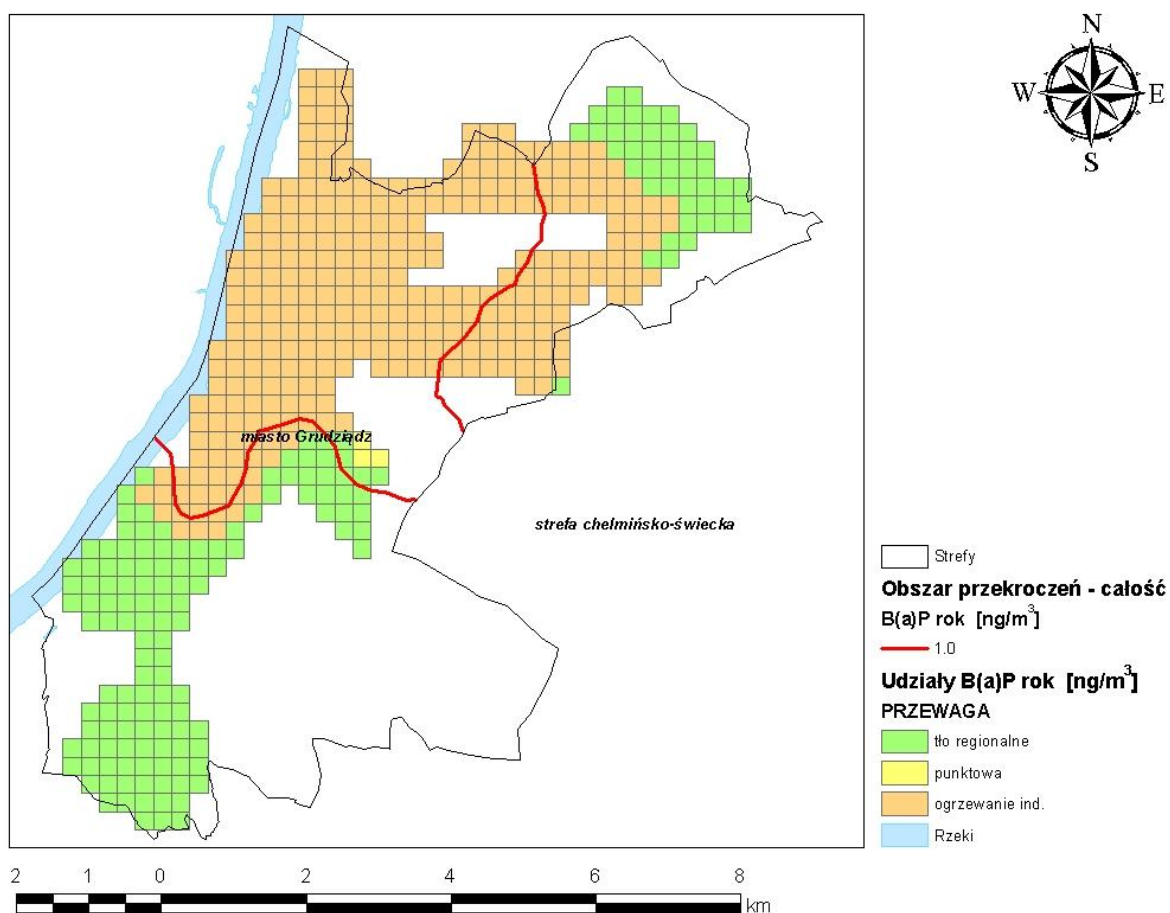 N
W
E
S
miasto Grudziądz
strefa chelmińsko-świecka
Strefy
Obszar przekroczeń - całość
B(a)P rok [ng/m³]
1.0
Udziały B(a)P rok [ng/m³]
PRZEWAGA
tło regionalne
punktowa
ogrzewanie ind.
Rzeki
2 1 0 2 4 6 8
km